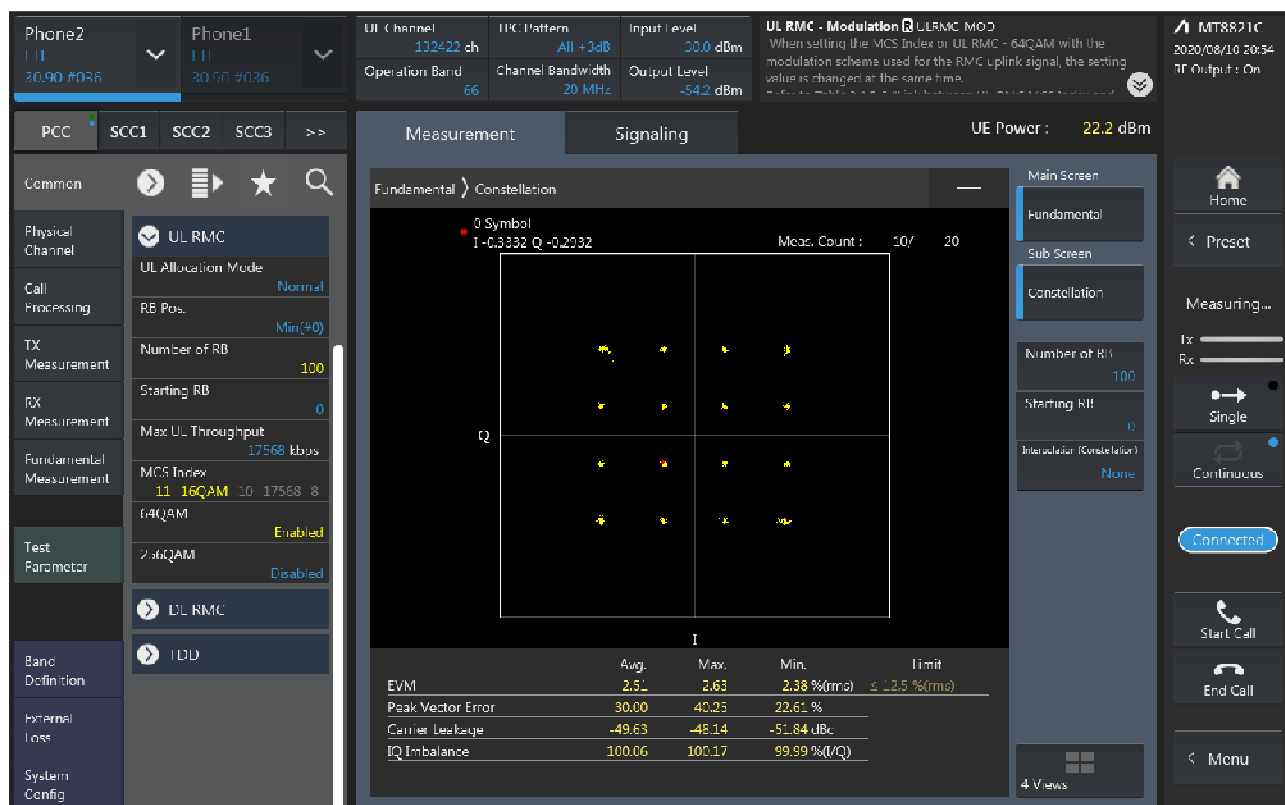 Phone2
LTE
30.90 #036
Phone1
LTE
30.90 #036
UL Channel
132422 ch
Operation Band
66
TPC Pattern
All +3dB
Channel Bandwidth
20 MHz
Input Level
30.0 dBm
Output Level
-54.2 dBm
UL RMC - Modulation ULRMC_MOD
When setting the MCS Index or UL RMC - 64QAM with the
modulation scheme used for the RMC uplink signal, the setting
value is changed at the same time.
MT8821C
2020/08/10 20:54
RF Output : On
PCC
SCC1
SCC2
SCC3
>>
Measurement
Signaling
UE Power : 22.2 dBm
Common
Physical
Channel
Call
Processing
TX
Measurement
RX
Measurement
Fundamental
Measurement
Test
Parameter
Band
Definition
External
Loss
System
Config
UL RMC
UL Allocation Mode
Normal
RB Pos.
Min(#0)
Number of RB
100
Starting RB
0
Max UL Throughput
17568 kbps
MCS Index
11 16QAM 10 17568 8
64QAM
Enabled
256QAM
Disabled
DL RMC
TDD
Fundamental
Constellation
0 Symbol
I -0.3332 Q -0.2932
Meas. Count : 10/ 20
Q
I
Avg. Max. Min. Limit
EVM 2.51 2.63 2.38 %(rms) ≤ 12.5 %(rms)
Peak Vector Error 30.00 40.25 22.61 %
Carrier Leakage -49.63 -48.14 -51.84 dBc
IQ Imbalance 100.06 100.17 99.99 %(I/Q)
Main Screen
Fundamental
Sub Screen
Constellation
Number of RB
100
Starting RB
0
Interpolation (Constellation)
None
4 Views
Home
< Preset
Measuring...
Tx
Rx
Single
Continuous
Connected
Start Call
End Call
< Menu